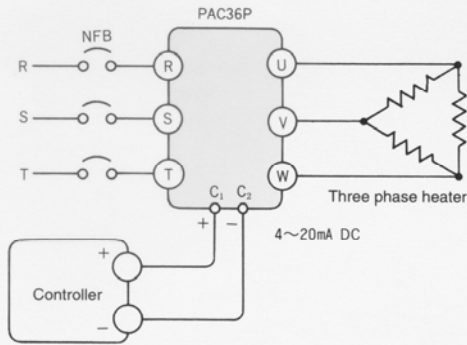 PAC36P
NFB
R R U
S S V
T T W
C₁ C₂
+ −
Three phase heater
4～20mA DC
+
Controller
−